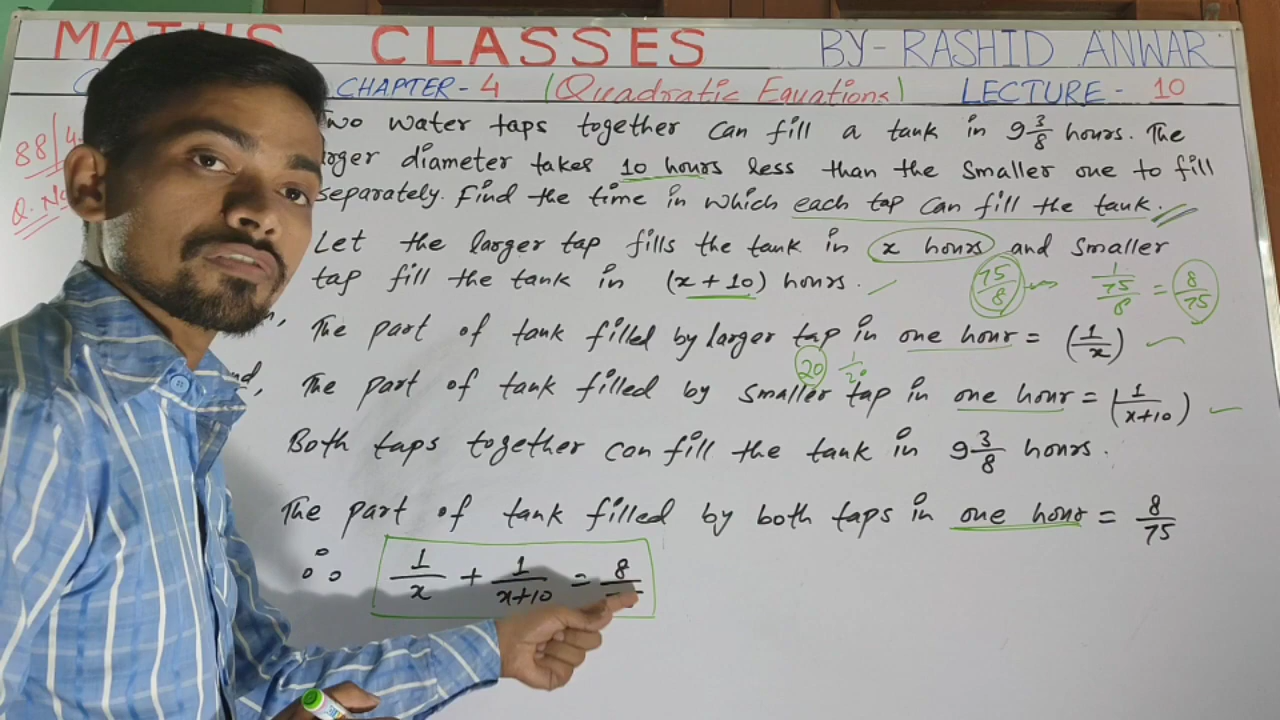 CLASSES BY- RASHID ANWAR
CHAPTER - 4 (Quadratic Equations) LECTURE - 10
88/4
Q. No
water taps together can fill a tank in 9 3/8 hours. The
diameter takes 10 hours less than the smaller one to fill
separately. Find the time in which each tap can fill the tank.
Let the larger tap fills the tank in x hours and smaller
tap fill the tank in (x + 10) hours.
75/8 1/(75/8) = 8/75
The part of tank filled by larger tap in one hour = (1/x)
20 1/20
The part of tank filled by smaller tap in one hour = (1/x+10)
Both taps together can fill the tank in 9 3/8 hours.
The part of tank filled by both taps in one hour = 8/75
∴ 1/x + 1/x+10 = 8/